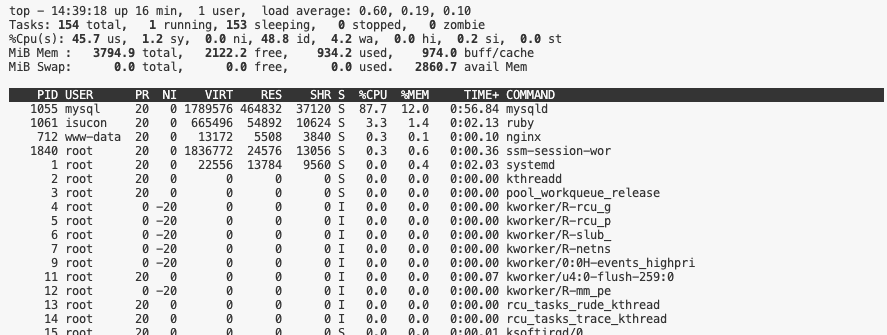 top - 14:39:18 up 16 min,  1 user,  load average: 0.60, 0.19, 0.10
Tasks: 154 total,   1 running, 153 sleeping,   0 stopped,   0 zombie
%Cpu(s): 45.7 us,  1.2 sy,  0.0 ni, 48.8 id,  4.2 wa,  0.0 hi,  0.2 si,  0.0 st
MiB Mem :   3794.9 total,   2122.2 free,    934.2 used,    974.0 buff/cache
MiB Swap:      0.0 total,      0.0 free,      0.0 used.   2860.7 avail Mem
    PID USER      PR  NI    VIRT    RES    SHR S  %CPU  %MEM     TIME+ COMMAND
   1055 mysql     20   0 1789576 464832  37120 S  87.7  12.0   0:56.84 mysqld
   1061 isucon    20   0  665496  54892  10624 S   3.3   1.4   0:02.13 ruby
    712 www-data  20   0   13172   5508   3840 S   0.3   0.1   0:00.10 nginx
   1840 root      20   0 1836772  24576  13056 S   0.3   0.6   0:00.36 ssm-session-wor
      1 root      20   0   22556  13784   9560 S   0.0   0.4   0:02.03 systemd
      2 root      20   0       0      0      0 S   0.0   0.0   0:00.00 kthreadd
      3 root      20   0       0      0      0 S   0.0   0.0   0:00.00 pool_workqueue_release
      4 root       0 -20       0      0      0 I   0.0   0.0   0:00.00 kworker/R-rcu_g
      5 root       0 -20       0      0      0 I   0.0   0.0   0:00.00 kworker/R-rcu_p
      6 root       0 -20       0      0      0 I   0.0   0.0   0:00.00 kworker/R-slub_
      7 root       0 -20       0      0      0 I   0.0   0.0   0:00.00 kworker/R-netns
      9 root       0 -20       0      0      0 I   0.0   0.0   0:00.00 kworker/0:0H-events_highpri
     11 root      20   0       0      0      0 I   0.0   0.0   0:00.07 kworker/u4:0-flush-259:0
     12 root       0 -20       0      0      0 I   0.0   0.0   0:00.00 kworker/R-mm_pe
     13 root      20   0       0      0      0 I   0.0   0.0   0:00.00 rcu_tasks_rude_kthread
     14 root      20   0       0      0      0 I   0.0   0.0   0:00.00 rcu_tasks_trace_kthread
     15 root      20   0       0      0      0 S   0.0   0.0   0:00.01 ksoftirqd/0